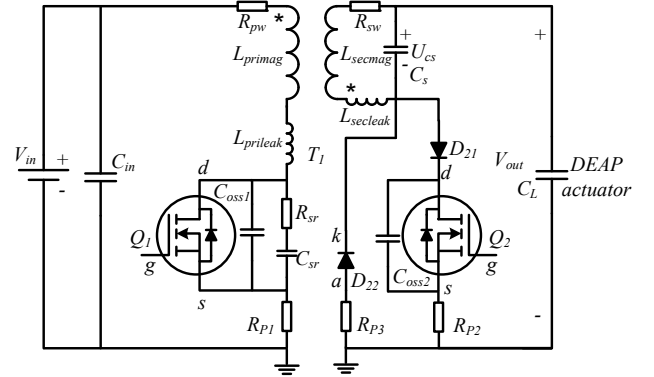 R_pw
*
L_primag
L_prileak
T_1
R_sw
L_secmag
*
L_secleak
+
U_cs
-
C_s
+
V_in
+
-
C_in
d
C_oss1
R_sr
C_sr
Q_1
g
s
R_P1
k
a
D_22
R_P3
D_21
d
C_oss2
Q_2
g
s
R_P2
V_out
C_L
DEAP
actuator
-